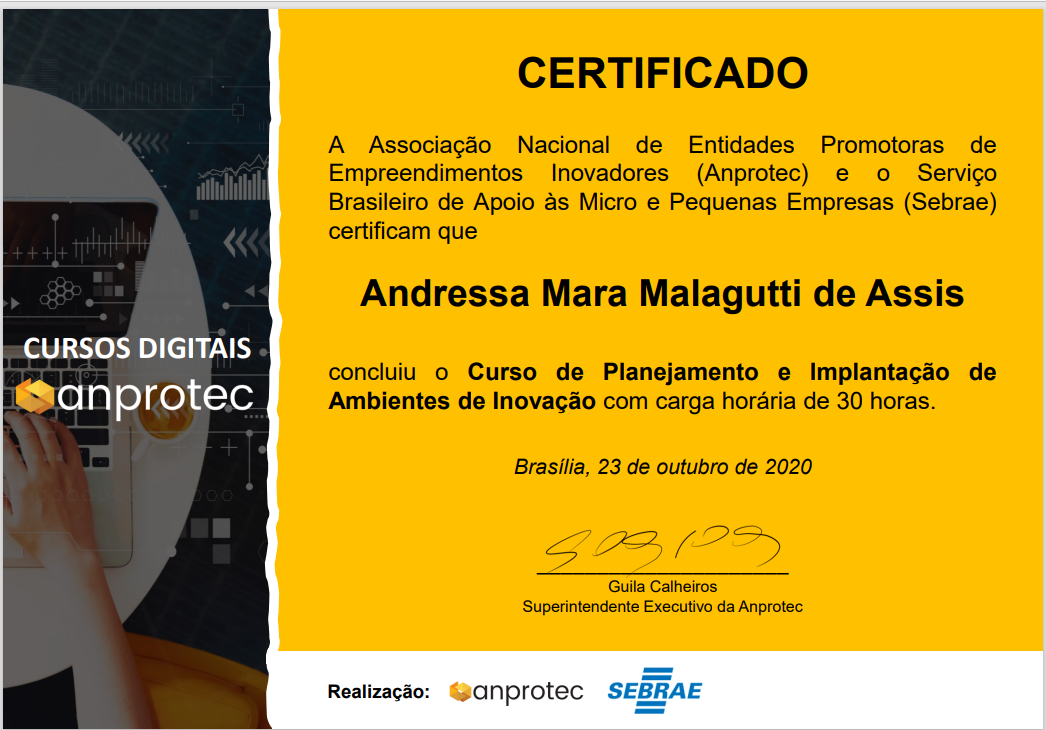 CERTIFICADO
A Associação Nacional de Entidades Promotoras de
Empreendimentos Inovadores (Anprotec) e o Serviço
Brasileiro de Apoio às Micro e Pequenas Empresas (Sebrae)
certificam que
Andressa Mara Malagutti de Assis
CURSOS DIGITAIS
anprotec
concluiu o Curso de Planejamento e Implantação de
Ambientes de Inovação com carga horária de 30 horas.
Brasília, 23 de outubro de 2020
Guila Calheiros
Superintendente Executivo da Anprotec
Realização: anprotec SEBRAE